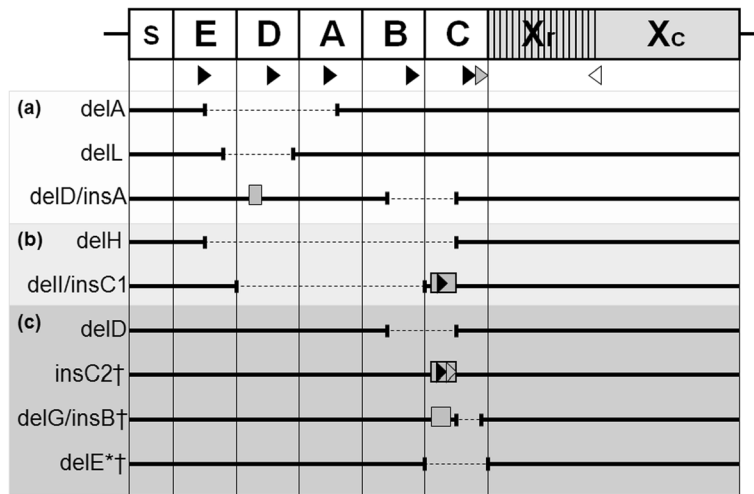 S E D A B C Xr Xc
(a) delA
delL
delD/insA
(b) delH
delI/insC1
(c) delD
insC2†
delG/insB†
delE*†